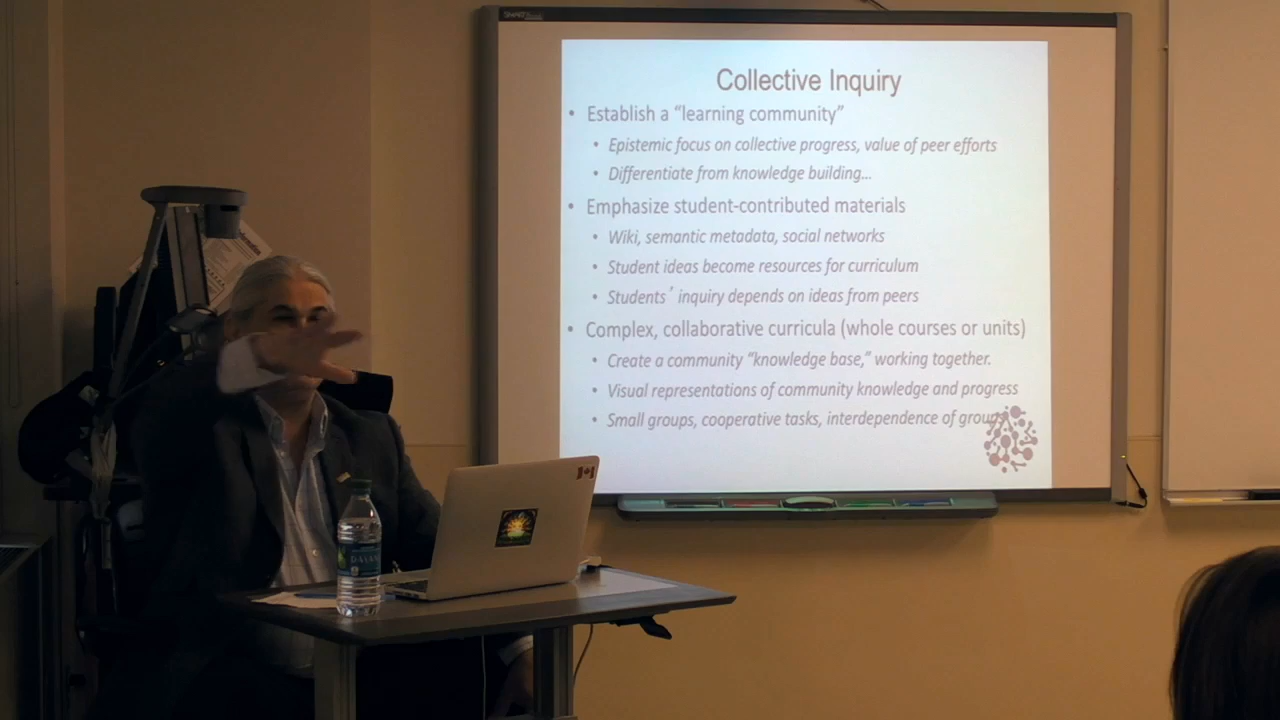 SMART
Collective Inquiry
• Establish a “learning community”
• Epistemic focus on collective progress, value of peer efforts
• Differentiate from knowledge building...
• Emphasize student-contributed materials
• Wiki, semantic metadata, social networks
• Student ideas become resources for curriculum
• Students’ inquiry depends on ideas from peers
• Complex, collaborative curricula (whole courses or units)
• Create a community “knowledge base,” working together.
• Visual representations of community knowledge and progress
• Small groups, cooperative tasks, interdependence of groups
DASANI